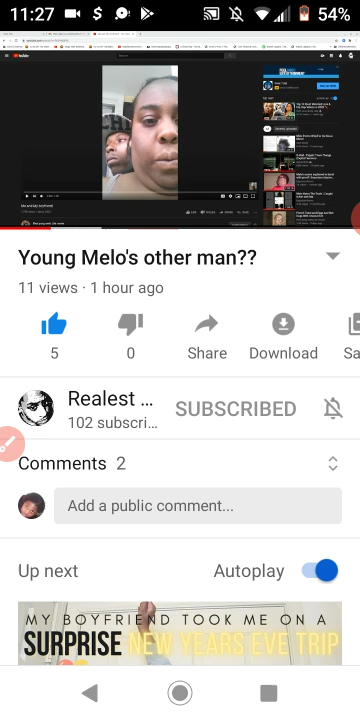 11:27
54%
Young Melo's other man??
11 views · 1 hour ago
5
0
Share
Download
Sa
Realest ...
102 subscri...
SUBSCRIBED
Comments 2
Add a public comment...
Up next
Autoplay
MY BOYFRIEND TOOK ME ON A
SURPRISE NEW YEARS EVE TRIP